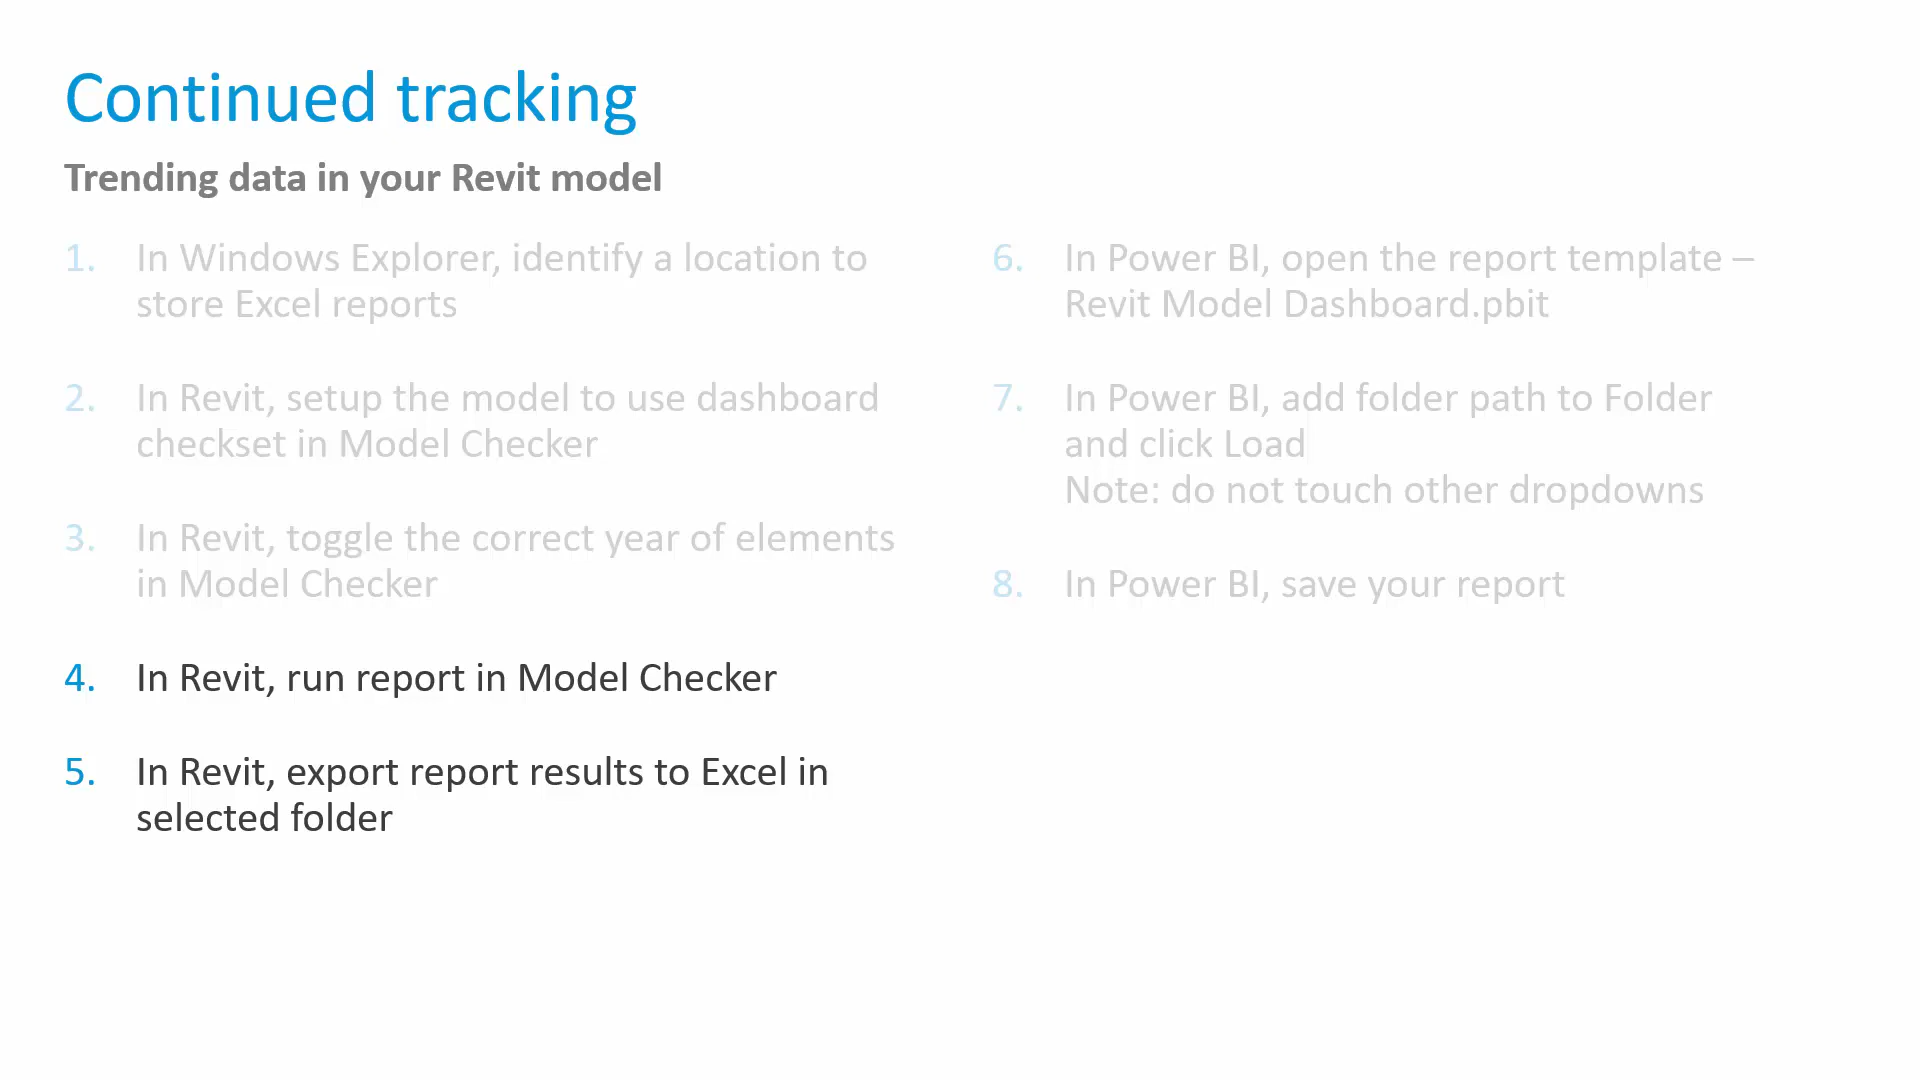 Continued tracking
Trending data in your Revit model
1. In Windows Explorer, identify a location to
store Excel reports
2. In Revit, setup the model to use dashboard
checkset in Model Checker
3. In Revit, toggle the correct year of elements
in Model Checker
4. In Revit, run report in Model Checker
5. In Revit, export report results to Excel in
selected folder
6. In Power BI, open the report template –
Revit Model Dashboard.pbit
7. In Power BI, add folder path to Folder
and click Load
Note: do not touch other dropdowns
8. In Power BI, save your report